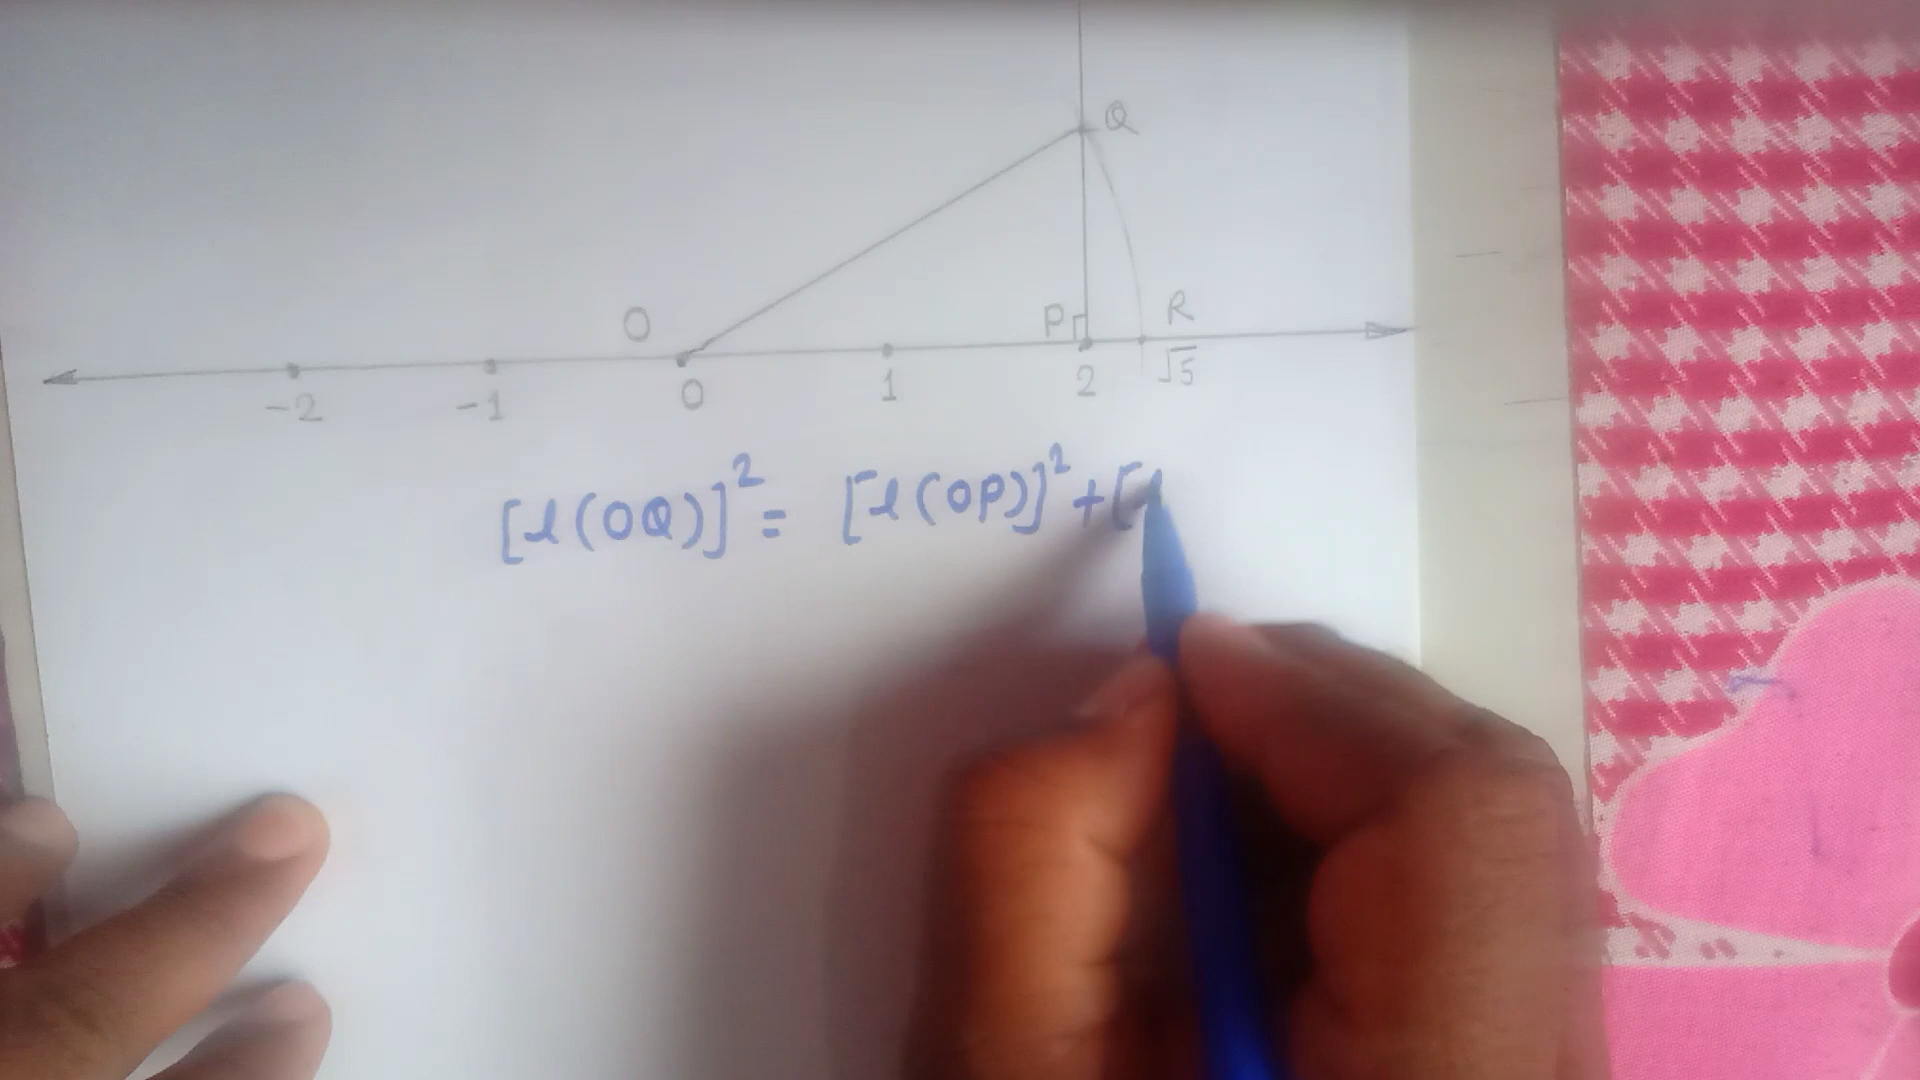 Q
O P R
-2 -1 0 1 2 √5
[l(OQ)]² = [l(OP)]² + [l